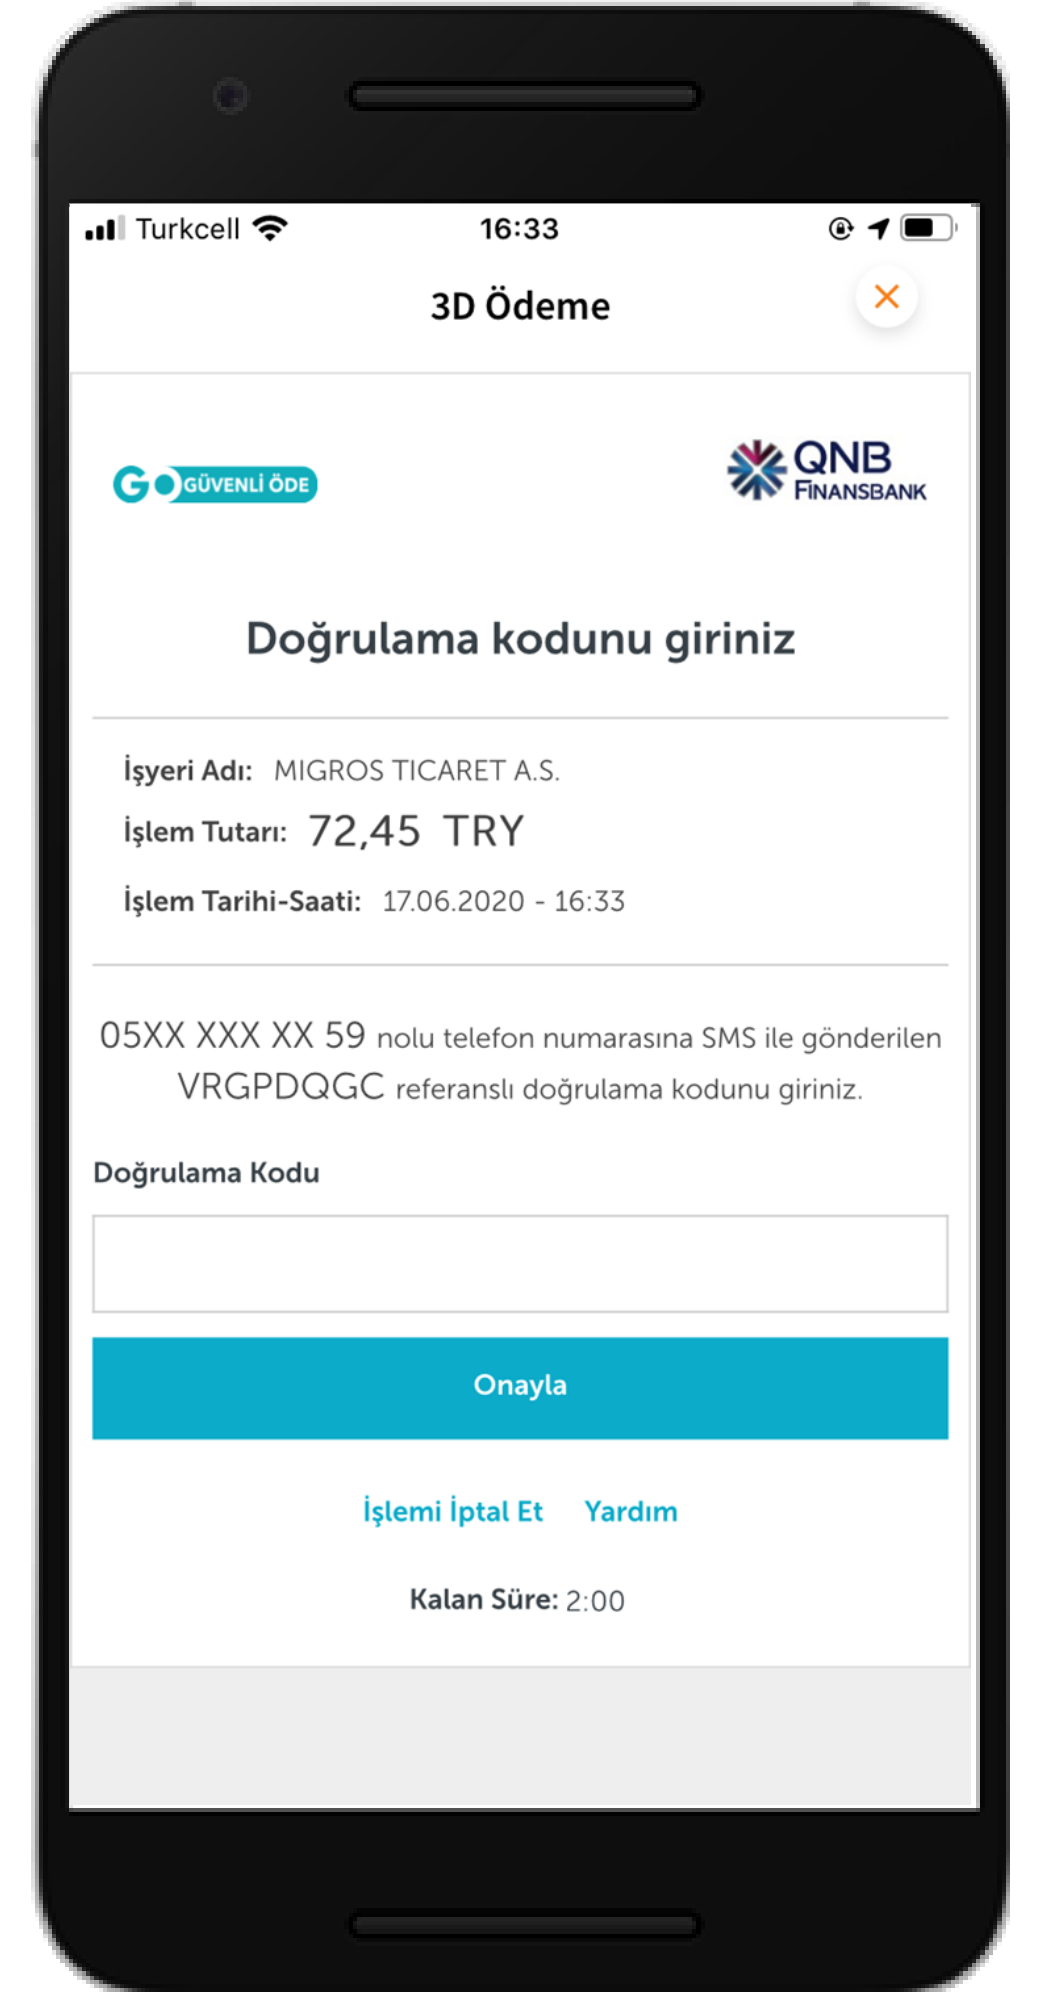 Turkcell 16:33
3D Ödeme
GO GÜVENLİ ÖDE
QNB
FINANSBANK
Doğrulama kodunu giriniz
İşyeri Adı: MIGROS TICARET A.S.
İşlem Tutarı: 72,45 TRY
İşlem Tarihi-Saati: 17.06.2020 - 16:33
05XX XXX XX 59 nolu telefon numarasına SMS ile gönderilen
VRGPDQGC referanslı doğrulama kodunu giriniz.
Doğrulama Kodu
Onayla
İşlemi İptal Et Yardım
Kalan Süre: 2:00